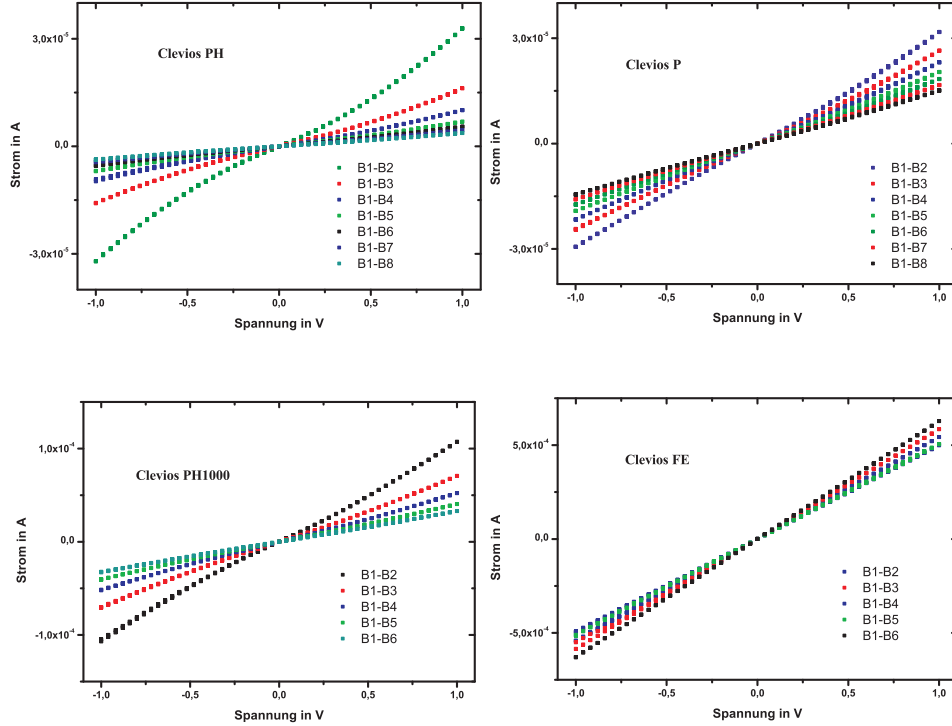 Clevios PH
3,0x10⁻⁵
0,0
-3,0x10⁻⁵
Strom in A
B1-B2
B1-B3
B1-B4
B1-B5
B1-B6
B1-B7
B1-B8
-1,0 -0,5 0,0 0,5 1,0
Spannung in V
Clevios P
3,0x10⁻⁵
0,0
-3,0x10⁻⁵
Strom in A
B1-B2
B1-B3
B1-B4
B1-B5
B1-B6
B1-B7
B1-B8
-1,0 -0,5 0,0 0,5 1,0
Spannung in V
Clevios PH1000
1,0x10⁻⁴
0,0
-1,0x10⁻⁴
Strom in A
B1-B2
B1-B3
B1-B4
B1-B5
B1-B6
-1,0 -0,5 0,0 0,5 1,0
Spannung in V
Clevios FE
5,0x10⁻⁴
0,0
-5,0x10⁻⁴
Strom in A
B1-B2
B1-B3
B1-B4
B1-B5
B1-B6
-1,0 -0,5 0,0 0,5 1,0
Spannung in V